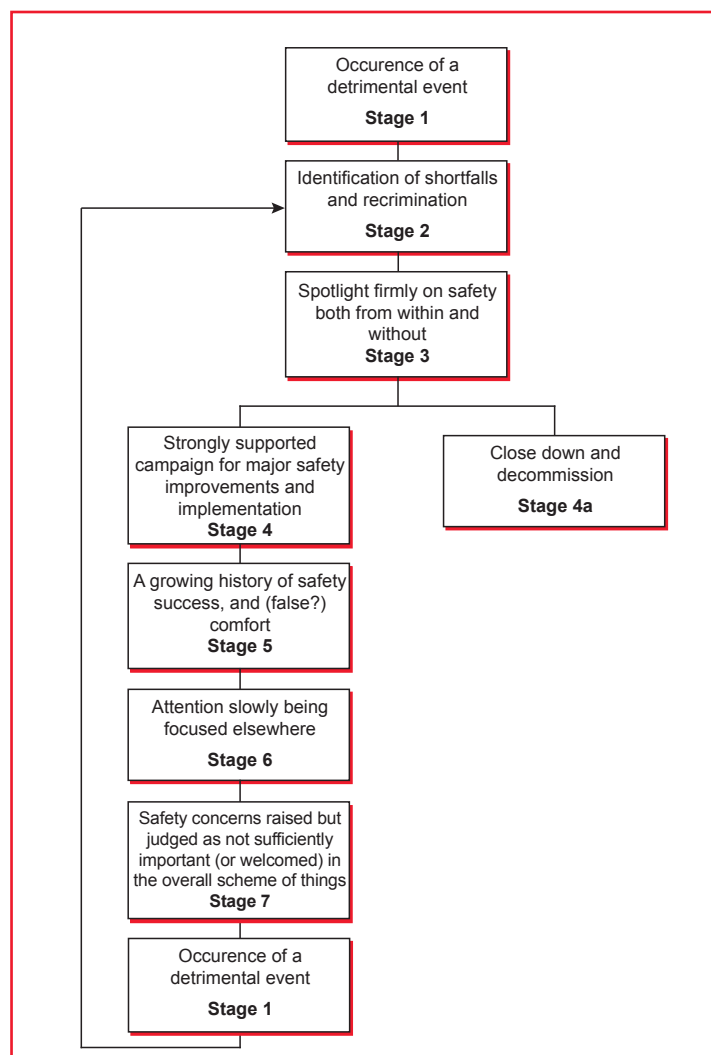 Occurence of a
detrimental event
Stage 1
Identification of shortfalls
and recrimination
Stage 2
Spotlight firmly on safety
both from within and
without
Stage 3
Strongly supported
campaign for major safety
improvements and
implementation
Stage 4
Close down and
decommission
Stage 4a
A growing history of safety
success, and (false?)
comfort
Stage 5
Attention slowly being
focused elsewhere
Stage 6
Safety concerns raised but
judged as not sufficiently
important (or welcomed) in
the overall scheme of things
Stage 7
Occurence of a
detrimental event
Stage 1